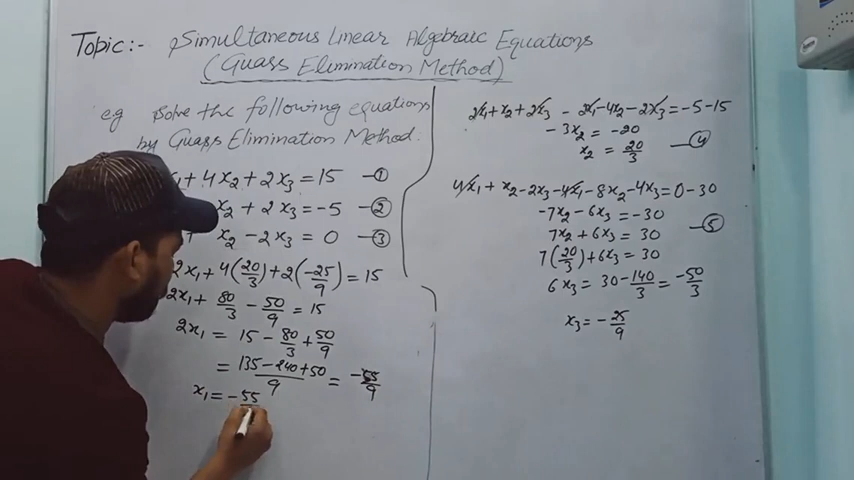 Topic:- Simultaneous Linear Algebraic Equations
(Guass Elimination Method)
eg Solve the following equations
by Guass Elimination Method.
x₁ + 4x₂ + 2x₃ = 15 —①
x₂ + 2x₃ = -5 —②
x₂ - 2x₃ = 0 —③
2x₁ + 4(20/3) + 2(-25/9) = 15
2x₁ + 80/3 - 50/9 = 15
2x₁ = 15 - 80/3 + 50/9
= 135 - 240 + 50/9 = -55/9
x₁ = -55
2x₁ + x₂ + 2x₃ - 2x₁ - 4x₂ - 2x₃ = -5 - 15
-3x₂ = -20
x₂ = 20/3 —④
4x₁ + x₂ - 2x₃ - 4x₁ - 8x₂ - 4x₃ = 0 - 30
-7x₂ - 6x₃ = -30
7x₂ + 6x₃ = 30 —⑤
7(20/3) + 6x₃ = 30
6x₃ = 30 - 140/3 = -50/3
x₃ = -25/9